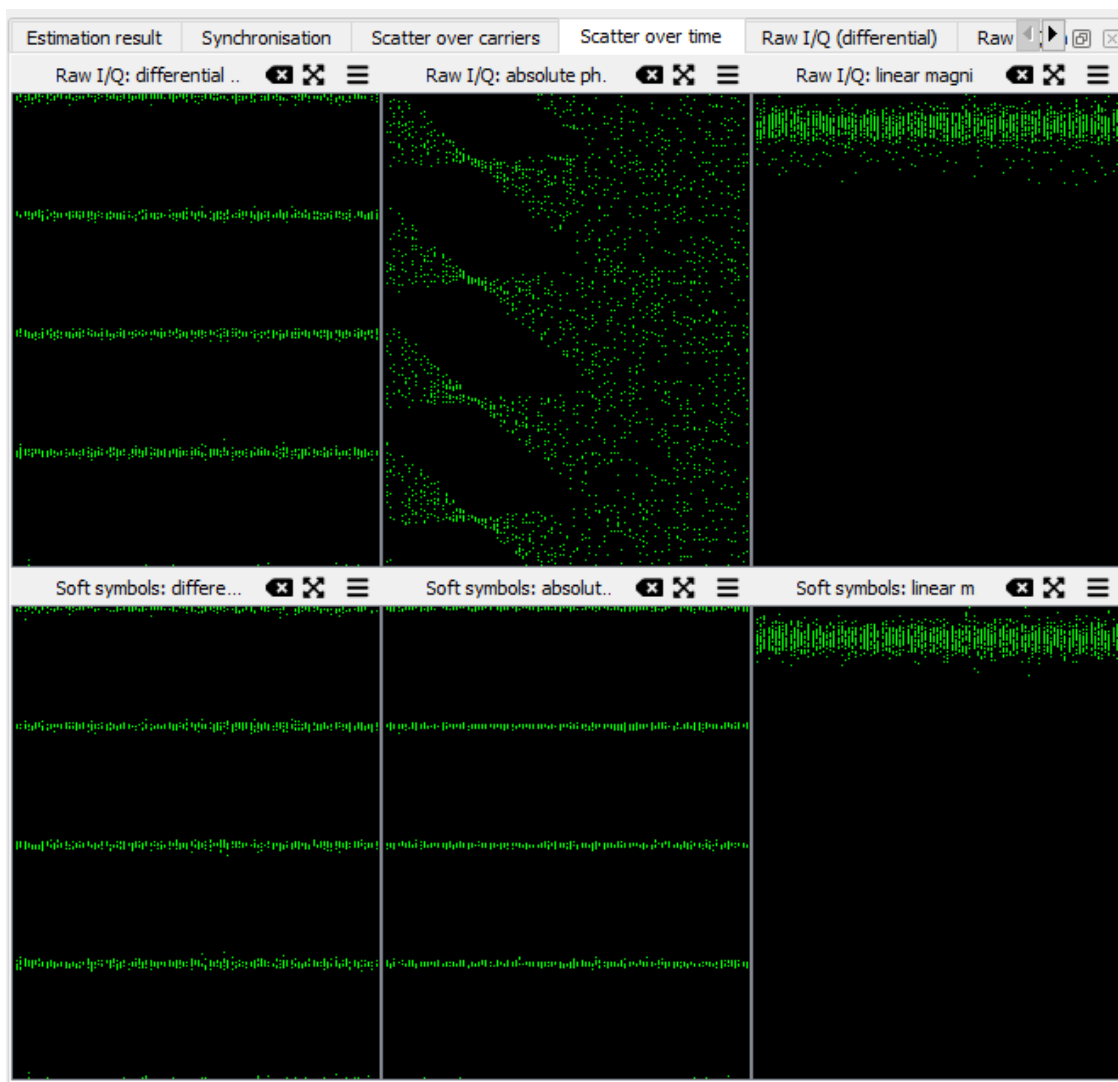 Estimation result Synchronisation Scatter over carriers Scatter over time Raw I/Q (differential) Raw
Raw I/Q: differential .. Raw I/Q: absolute ph. Raw I/Q: linear magni
Soft symbols: differe... Soft symbols: absolut.. Soft symbols: linear m